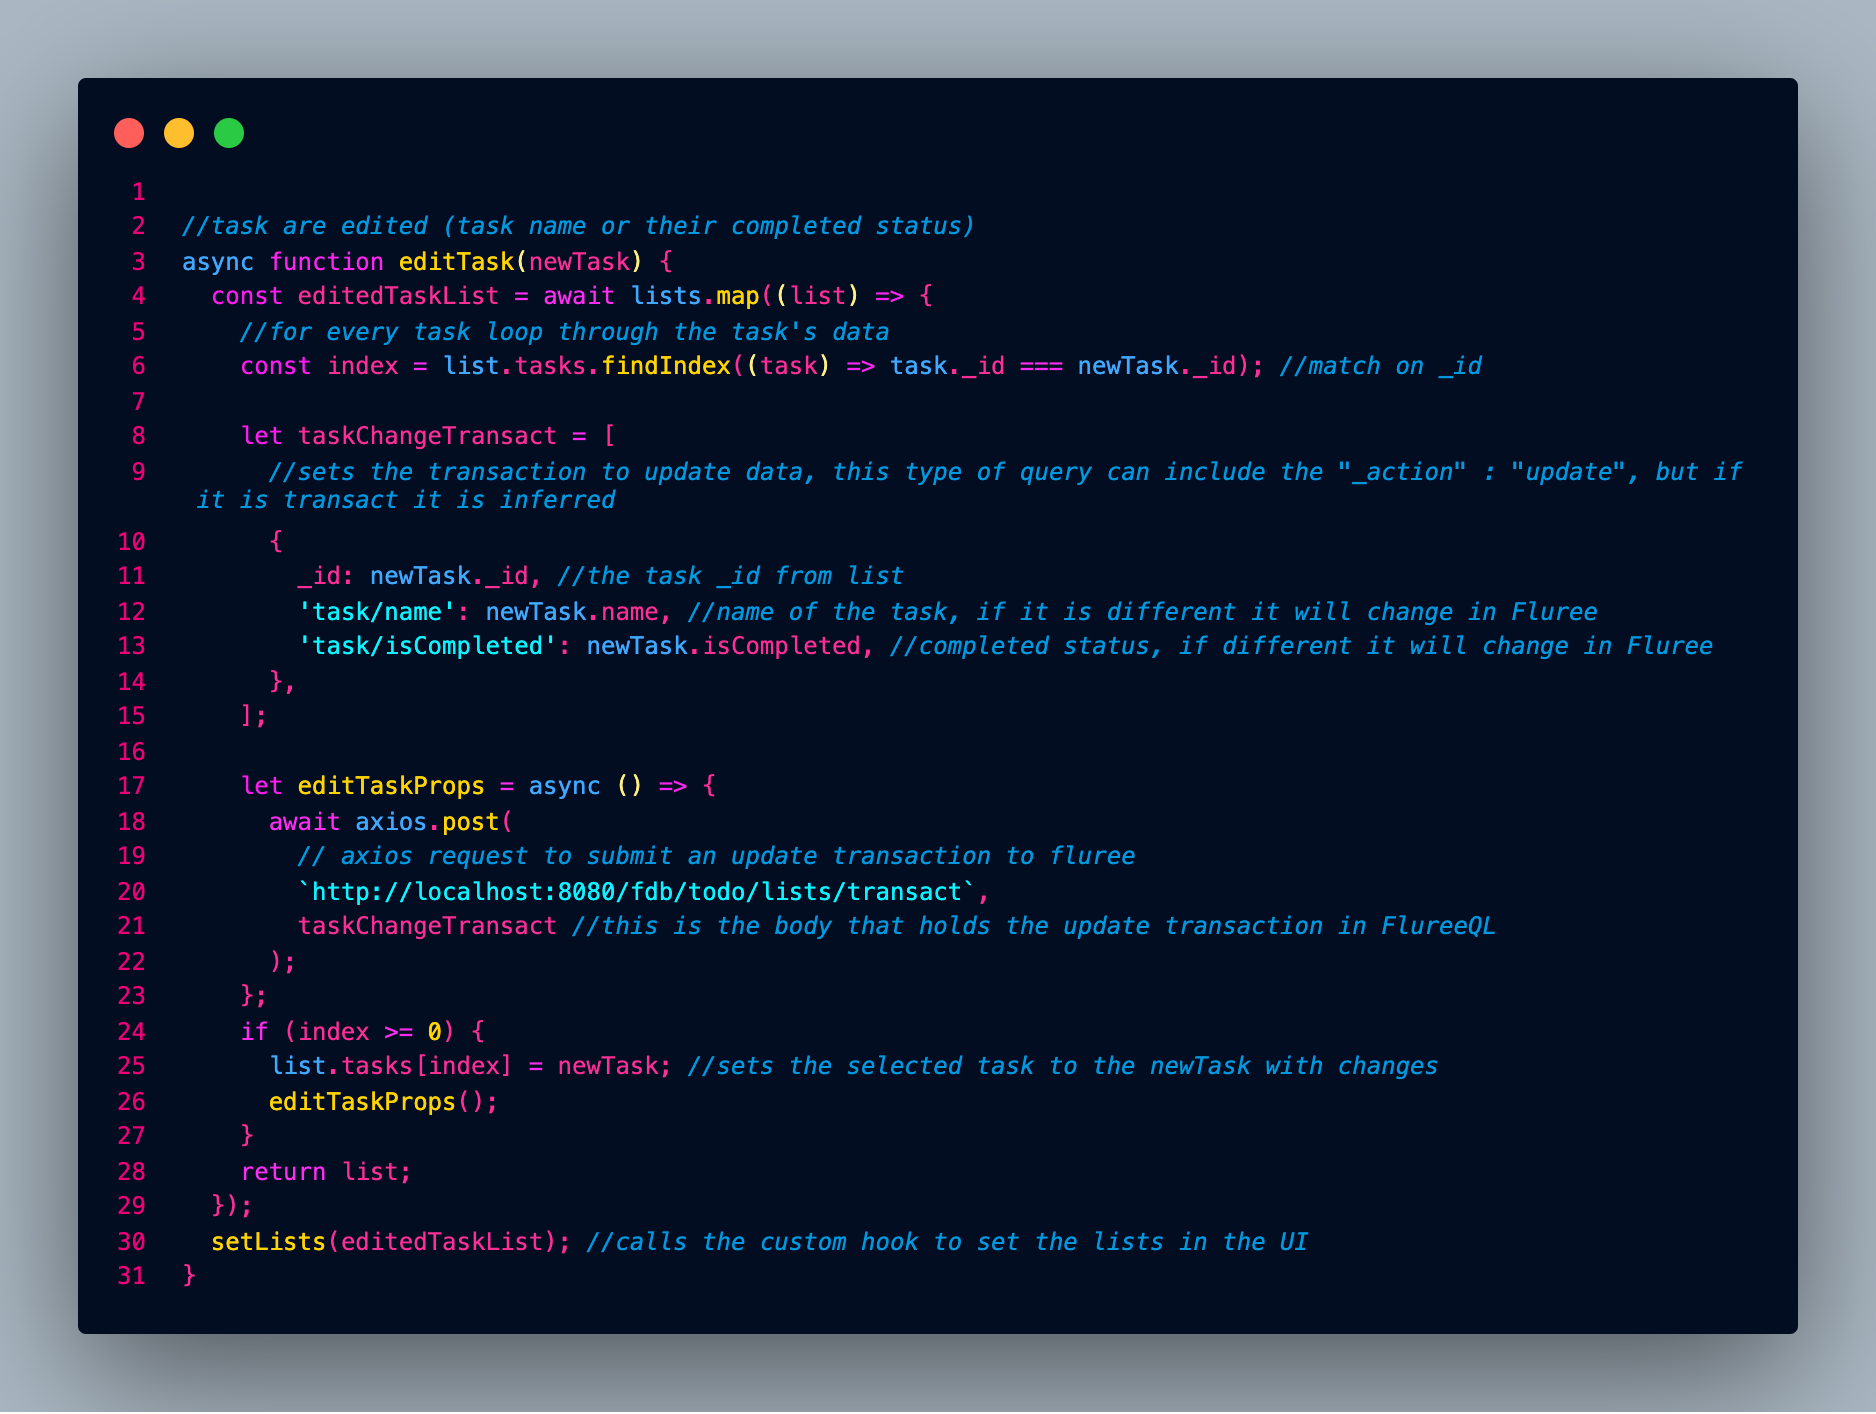 1
2 //task are edited (task name or their completed status)
3 async function editTask(newTask) {
4   const editedTaskList = await lists.map((list) => {
5     //for every task loop through the task's data
6     const index = list.tasks.findIndex((task) => task._id === newTask._id); //match on _id
7
8     let taskChangeTransact = [
9       //sets the transaction to update data, this type of query can include the "_action" : "update", but if
it is transact it is inferred
10       {
11         _id: newTask._id, //the task _id from list
12         'task/name': newTask.name, //name of the task, if it is different it will change in Fluree
13         'task/isCompleted': newTask.isCompleted, //completed status, if different it will change in Fluree
14       },
15     ];
16
17     let editTaskProps = async () => {
18       await axios.post(
19         // axios request to submit an update transaction to fluree
20         `http://localhost:8080/fdb/todo/lists/transact`,
21         taskChangeTransact //this is the body that holds the update transaction in FlureeQL
22       );
23     };
24     if (index >= 0) {
25       list.tasks[index] = newTask; //sets the selected task to the newTask with changes
26       editTaskProps();
27     }
28     return list;
29   });
30   setLists(editedTaskList); //calls the custom hook to set the lists in the UI
31 }